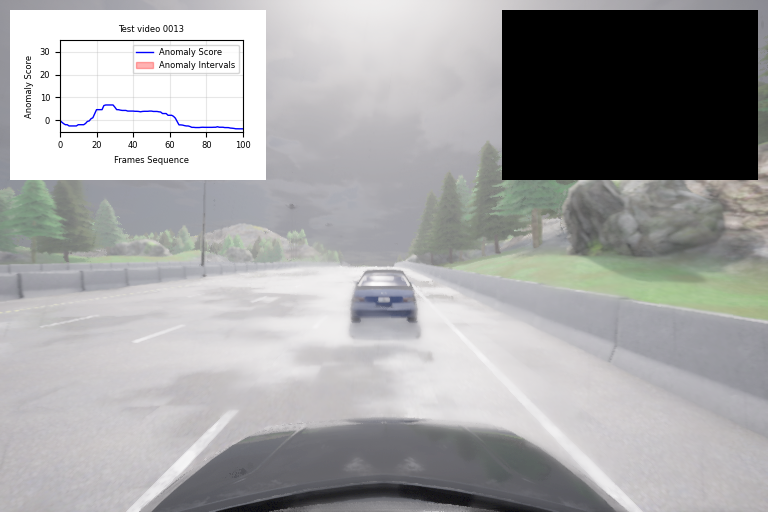 Test video 0013
Anomaly Score
Anomaly Intervals
30
20
10
0
Anomaly Score
0 20 40 60 80 100
Frames Sequence